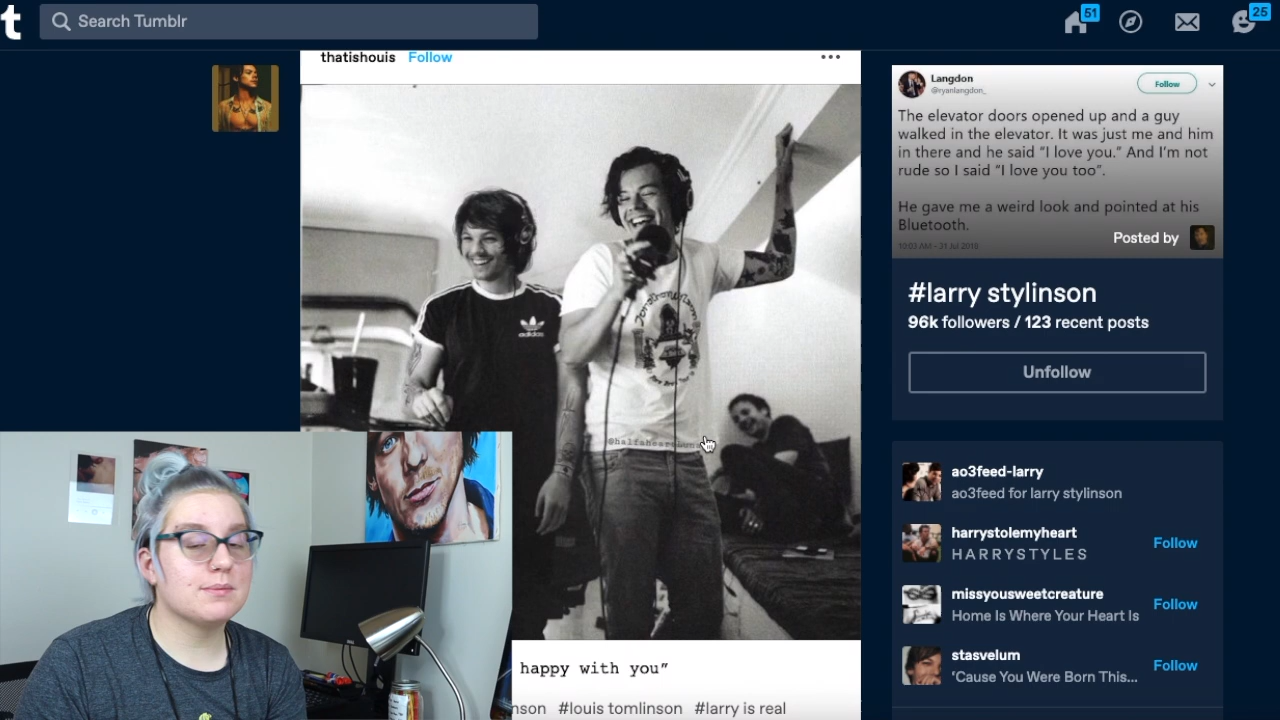 t
Search Tumblr
51
25
thatishouis Follow
adidas
Langdon
@ryanlangdon_
Follow
The elevator doors opened up and a guy
walked in the elevator. It was just me and him
in there and he said "I love you." And I'm not
rude so I said "I love you too".
He gave me a weird look and pointed at his
Bluetooth.
10:03 AM - 31 Jul 2018
Posted by
#larry stylinson
96k followers / 123 recent posts
Unfollow
ao3feed-larry
ao3feed for larry stylinson
harrystolemyheart
HARRYSTYLES
Follow
missyousweetcreature
Home Is Where Your Heart Is
Follow
stasvelum
‘Cause You Were Born This...
Follow
happy with you”
nson #louis tomlinson #larry is real